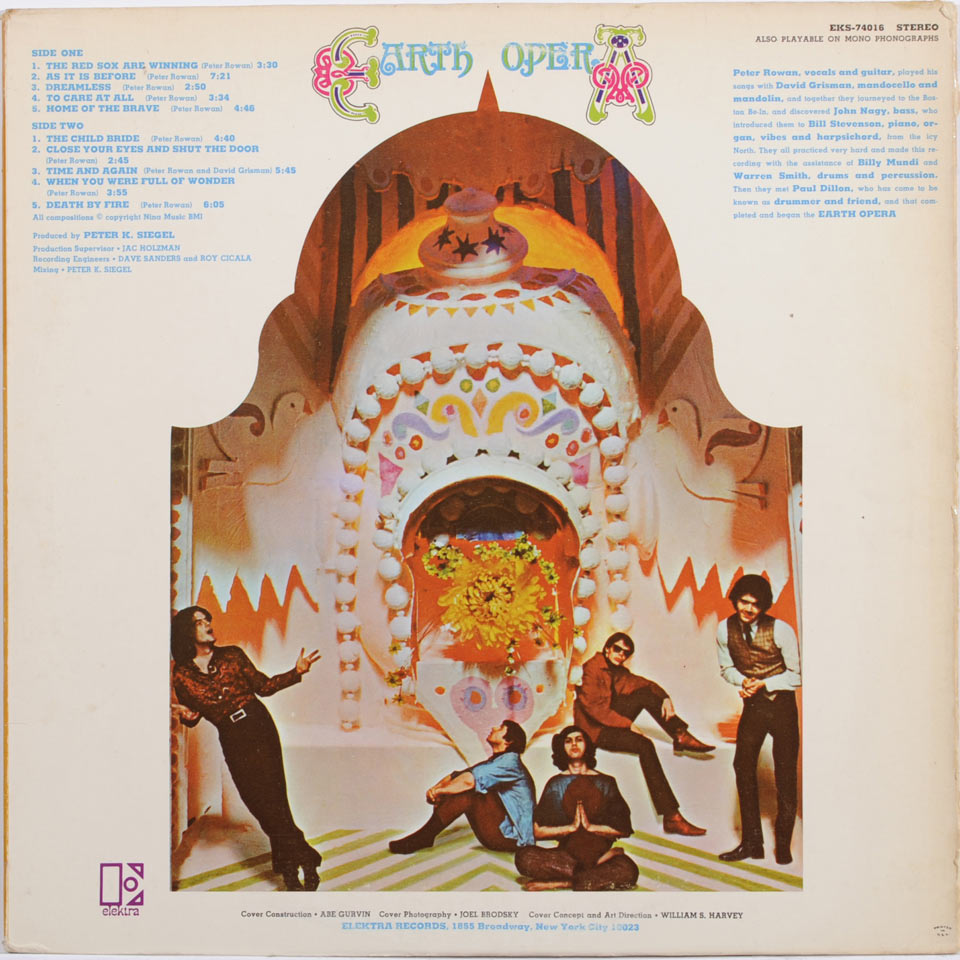 EARTH OPERA
EKS-74016 STEREO
ALSO PLAYABLE ON MONO PHONOGRAPHS
SIDE ONE
1. THE RED SOX ARE WINNING (Peter Rowan) 3:30
2. AS IT IS BEFORE (Peter Rowan) 7:21
3. DREAMLESS (Peter Rowan) 2:50
4. TO CARE AT ALL (Peter Rowan) 3:34
5. HOME OF THE BRAVE (Peter Rowan) 4:46
SIDE TWO
1. THE CHILD BRIDE (Peter Rowan) 4:40
2. CLOSE YOUR EYES AND SHUT THE DOOR
(Peter Rowan) 2:45
3. TIME AND AGAIN (Peter Rowan and David Grisman) 5:45
4. WHEN YOU WERE FULL OF WONDER
(Peter Rowan) 3:55
5. DEATH BY FIRE (Peter Rowan) 6:05
All compositions © copyright Nina Music BMI
Produced by PETER K. SIEGEL
Production Supervisor • JAC HOLZMAN
Recording Engineers • DAVE SANDERS and ROY CICALA
Mixing • PETER K. SIEGEL
Peter Rowan, vocals and guitar, played his
songs with David Grisman, mandocello and
mandolin, and together they journeyed to the Bos-
ton Be-In, and discovered John Nagy, bass, who
introduced them to Bill Stevenson, piano, or-
gan, vibes and harpsichord, from the icy
North. They all practiced very hard and made this re-
cording with the assistance of Billy Mundi and
Warren Smith, drums and percussion.
Then they met Paul Dillon, who has come to be
known as drummer and friend, and that com-
pleted and began the EARTH OPERA
elektra
Cover Construction • ABE GURVIN Cover Photography • JOEL BRODSKY Cover Concept and Art Direction • WILLIAM S. HARVEY
ELEKTRA RECORDS, 1855 Broadway, New York City 10023